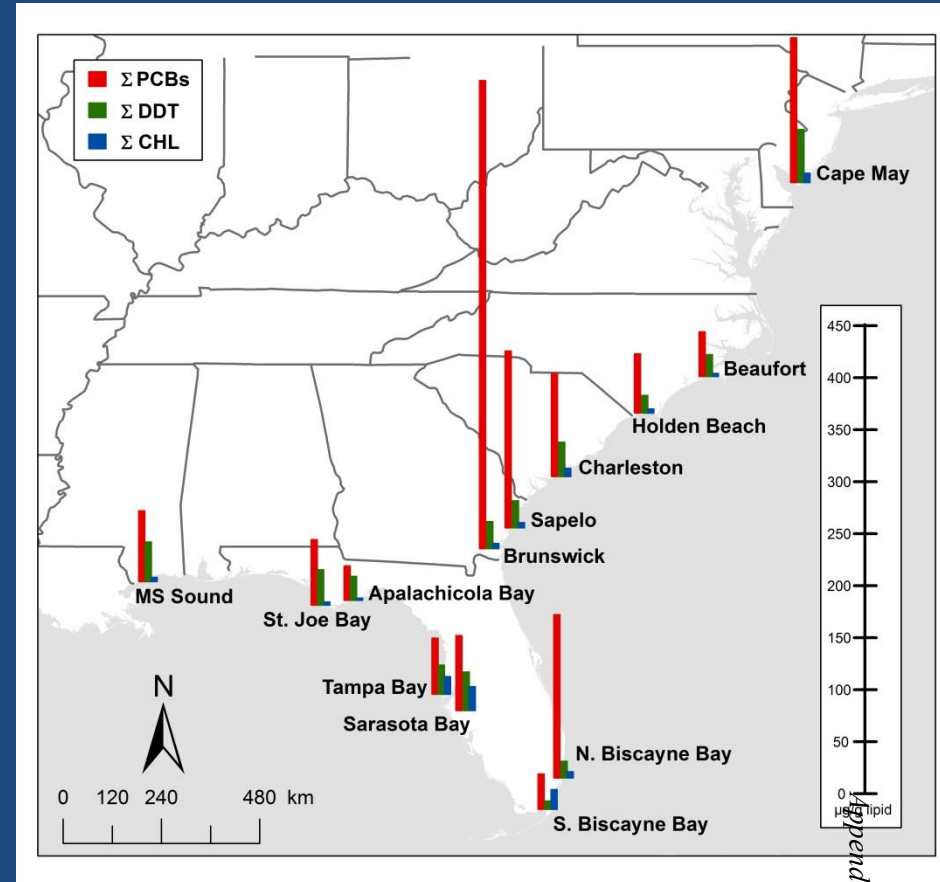 Σ PCBs
Σ DDT
Σ CHL
Cape May
Beaufort
Holden Beach
Charleston
Sapelo
Brunswick
MS Sound
Apalachicola Bay
St. Joe Bay
Tampa Bay
Sarasota Bay
N. Biscayne Bay
S. Biscayne Bay
N
0 120 240 480 km
450
400
350
300
250
200
150
100
50
0
µg/g lipid
Append